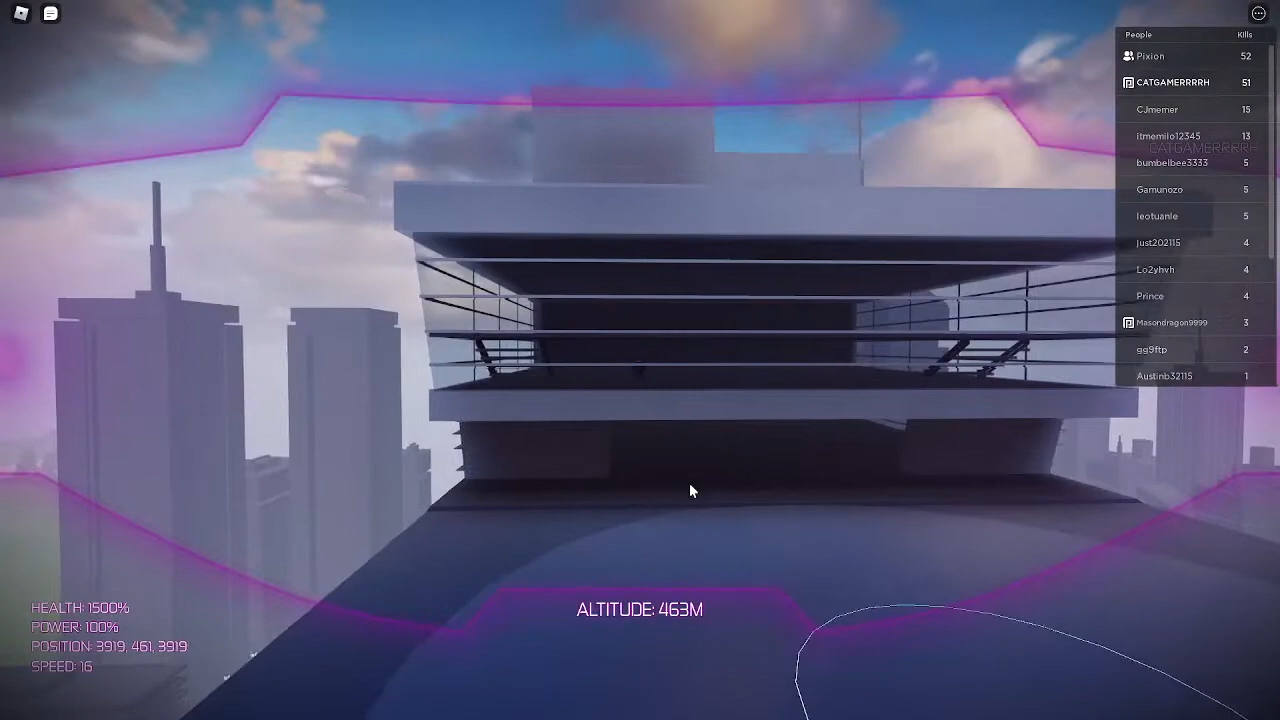 People Kills
Pixion 52
CATGAMERRRRH 51
CJmemer 15
itmemilo12345 13
CATGAMERRRRH
bumbelbee3333 5
Gamunozo 5
leotuanle 5
Just202115 4
Lo2yhvh 4
Prince 4
Masondragon9999 3
gg9ftp 2
Austinb32115 1
HEALTH: 1500%
POWER: 100%
POSITION: 3919, 461, 3919
SPEED: 16
ALTITUDE: 463M